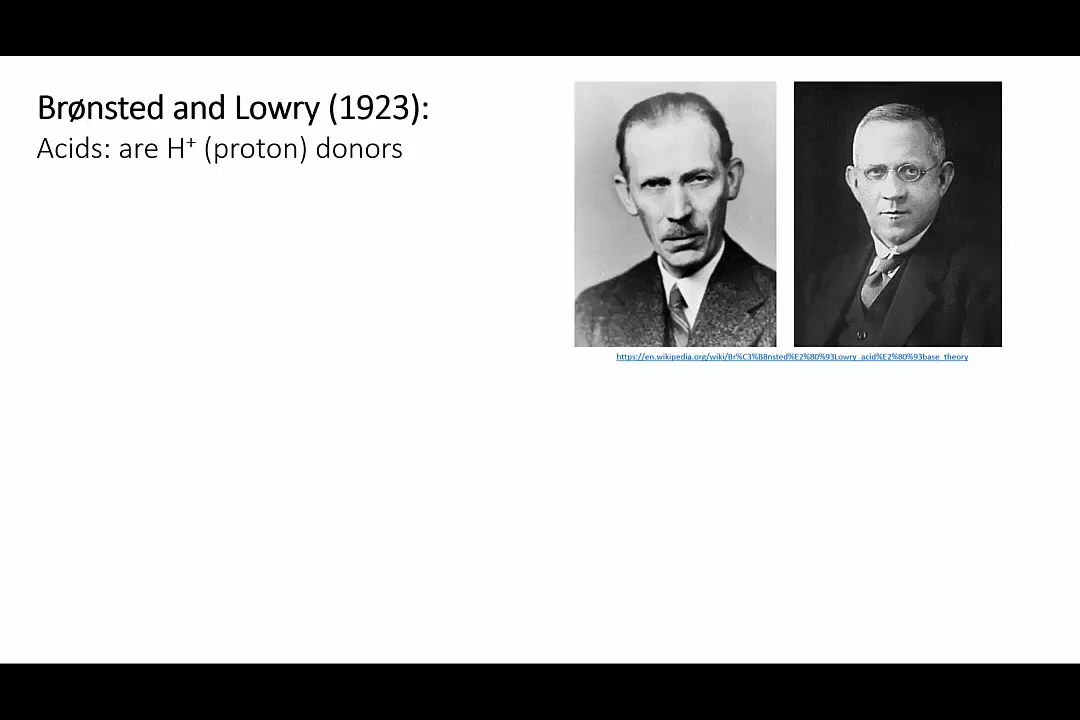 Brønsted and Lowry (1923):
Acids: are H⁺ (proton) donors
https://en.wikipedia.org/wiki/Br%C3%B8nsted%E2%80%93Lowry_acid%E2%80%93base_theory